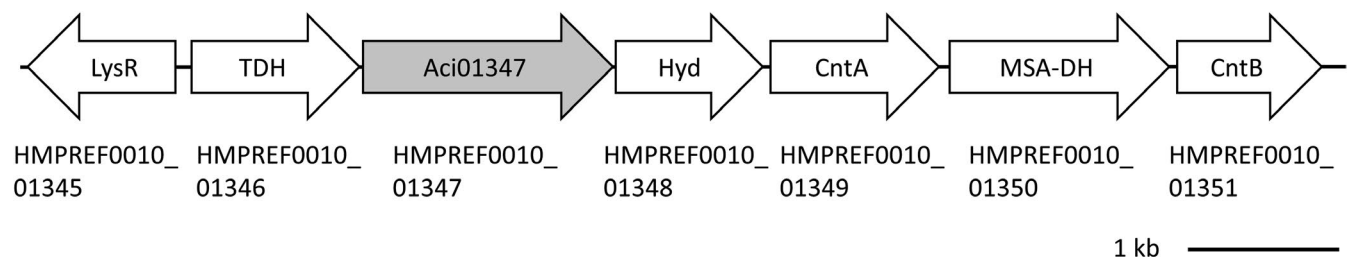 LysR TDH Aci01347 Hyd CntA MSA-DH CntB
HMPREF0010_ HMPREF0010_ HMPREF0010_ HMPREF0010_ HMPREF0010_ HMPREF0010_ HMPREF0010_
01345 01346 01347 01348 01349 01350 01351
1 kb